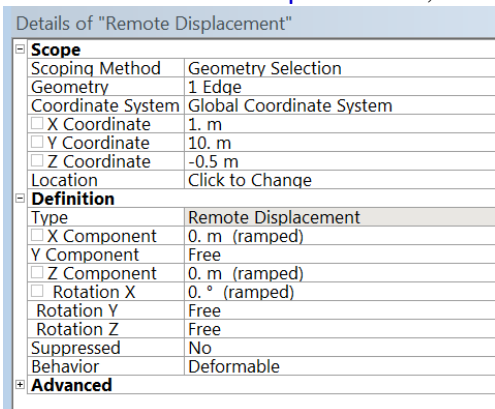 Details of "Remote Displacement"
Scope
Scoping Method Geometry Selection
Geometry 1 Edge
Coordinate System Global Coordinate System
X Coordinate 1. m
Y Coordinate 10. m
Z Coordinate -0.5 m
Location Click to Change
Definition
Type Remote Displacement
X Component 0. m (ramped)
Y Component Free
Z Component 0. m (ramped)
Rotation X 0. ° (ramped)
Rotation Y Free
Rotation Z Free
Suppressed No
Behavior Deformable
Advanced